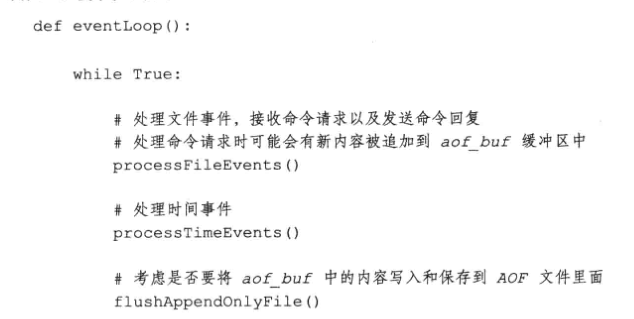 def eventLoop():
while True:
# 处理文件事件，接收命令请求以及发送命令回复
# 处理命令请求时可能会有新内容被追加到 aof_buf 缓冲区中
processFileEvents()
# 处理时间事件
processTimeEvents()
# 考虑是否要将 aof_buf 中的内容写入和保存到 AOF 文件里面
flushAppendOnlyFile()